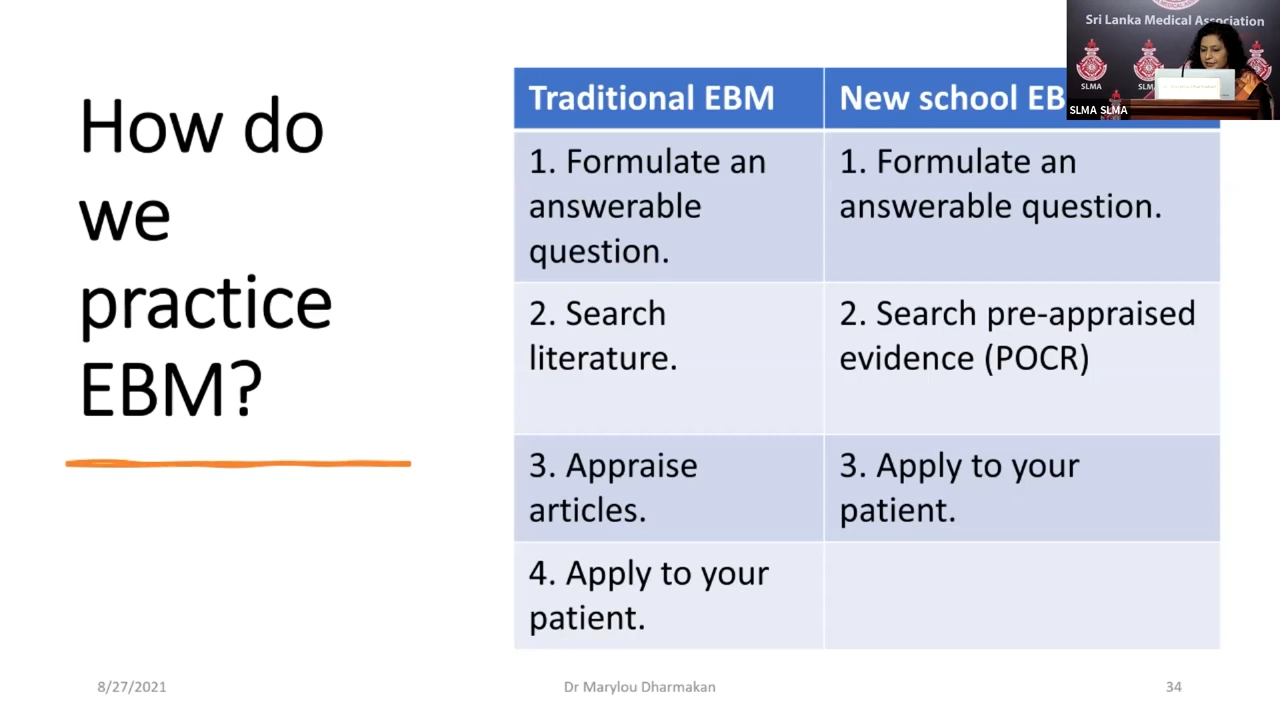 How do
we
practice
EBM?
Traditional EBM
New school EB
1. Formulate an
answerable
question.
1. Formulate an
answerable question.
2. Search
literature.
2. Search pre-appraised
evidence (POCR)
3. Appraise
articles.
3. Apply to your
patient.
4. Apply to your
patient.
8/27/2021
Dr Marylou Dharmakan
34
Sri Lanka Medical Association
SLMA
SLMA SLMA